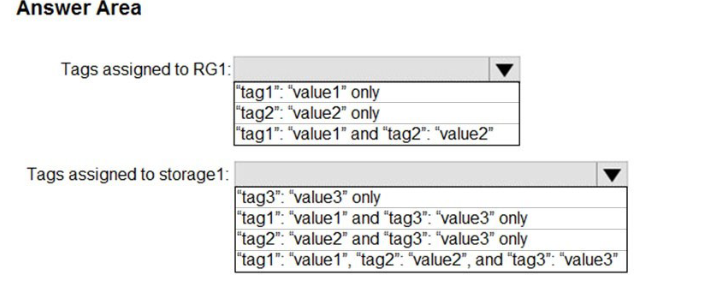 Answer Area
Tags assigned to RG1:
“tag1”: “value1” only
“tag2”: “value2” only
“tag1”: “value1” and “tag2”: “value2”
Tags assigned to storage1:
“tag3”: “value3” only
“tag1”: “value1” and “tag3”: “value3” only
“tag2”: “value2” and “tag3”: “value3” only
“tag1”: “value1”, “tag2”: “value2”, and “tag3”: “value3”